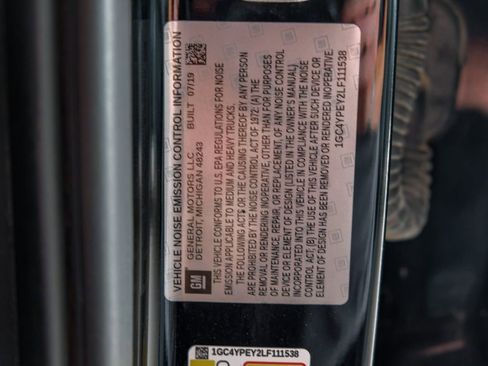 VEHICLE NOISE EMISSION CONTROL INFORMATION
GM
GENERAL MOTORS LLC
DETROIT, MICHIGAN 48243
BUILT 07/19
THIS VEHICLE CONFORMS TO U.S. EPA REGULATIONS FOR NOISE
EMISSION APPLICABLE TO MEDIUM AND HEAVY TRUCKS.
THE FOLLOWING ACTS OR THE CAUSING THEREOF BY ANY PERSON
ARE PROHIBITED BY THE NOISE CONTROL ACT OF 1972: (A) THE
REMOVAL OR RENDERING INOPERATIVE, OTHER THAN FOR PURPOSES
OF MAINTENANCE, REPAIR, OR REPLACEMENT, OF ANY NOISE CONTROL
DEVICE OR ELEMENT OF DESIGN (LISTED IN THE OWNER'S MANUAL)
INCORPORATED INTO THIS VEHICLE IN COMPLIANCE WITH THE NOISE
CONTROL ACT; (B) THE USE OF THIS VEHICLE AFTER SUCH DEVICE OR
ELEMENT OF DESIGN HAS BEEN REMOVED OR RENDERED INOPERATIVE.
1GC4YPEY2LF111538
1GC4YPEY2LF111538